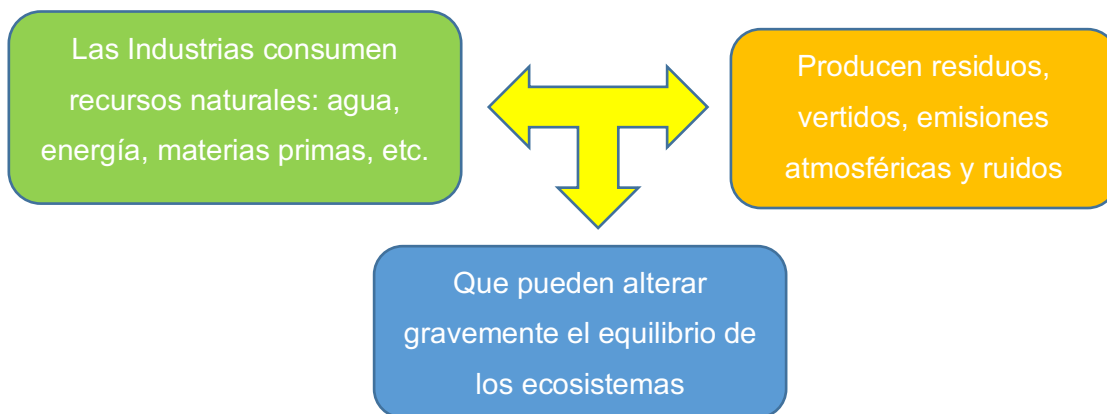 Las Industrias consumen
recursos naturales: agua,
energía, materias primas, etc.
Producen residuos,
vertidos, emisiones
atmosféricas y ruidos
Que pueden alterar
gravemente el equilibrio de
los ecosistemas